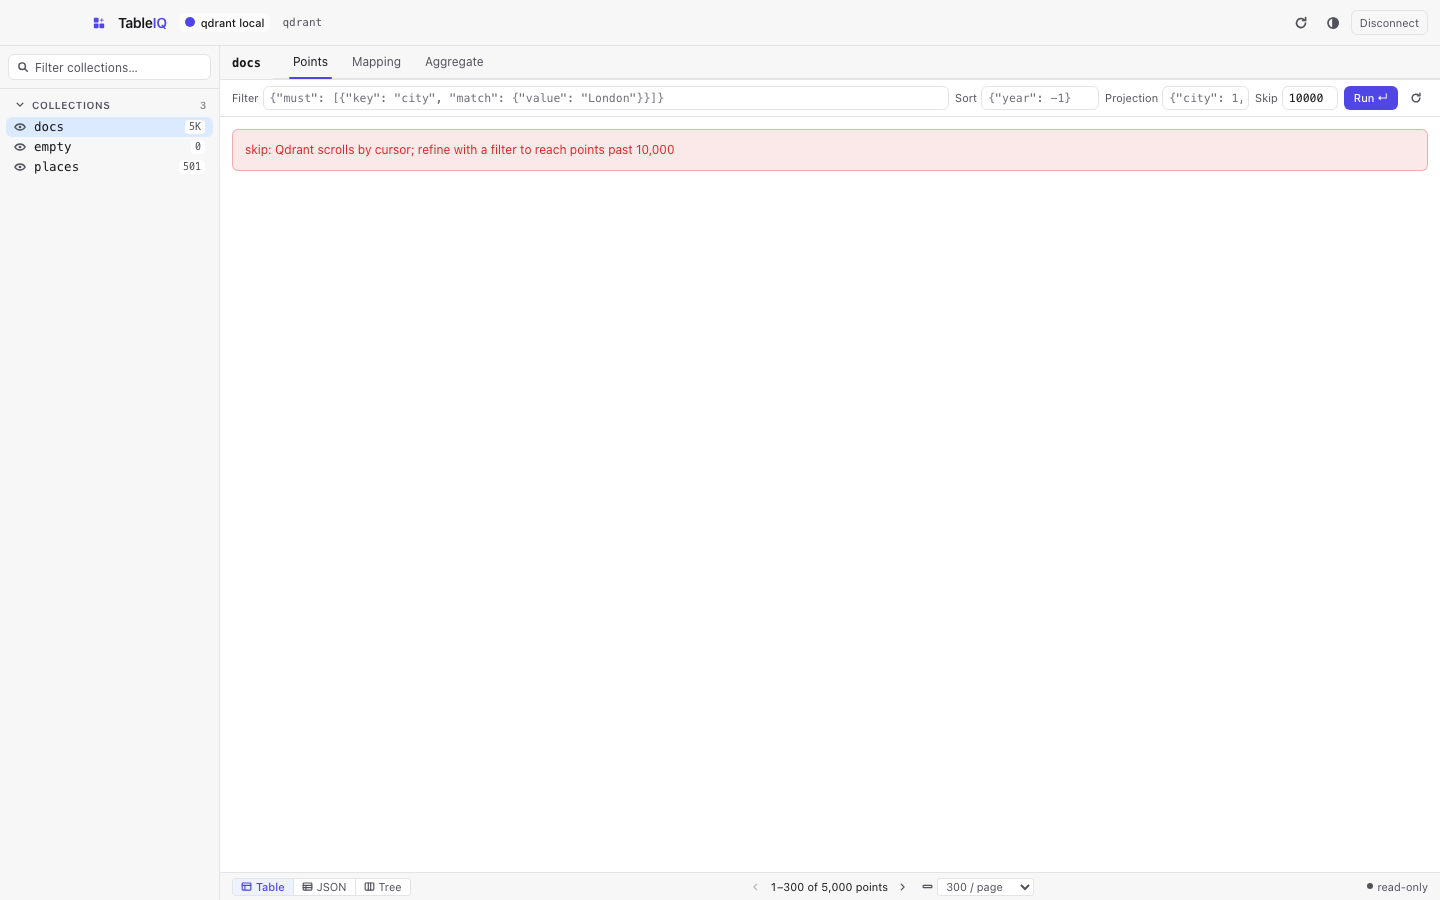 TableIQ qdrant local qdrant Disconnect
Filter collections...
COLLECTIONS 3
docs 5K
empty 0
places 501
docs Points Mapping Aggregate
Filter {"must": [{"key": "city", "match": {"value": "London"}}]} Sort {"year": −1} Projection {"city": 1, Skip 10000 Run ↵
skip: Qdrant scrolls by cursor; refine with a filter to reach points past 10,000
Table JSON Tree 1–300 of 5,000 points 300 / page read-only